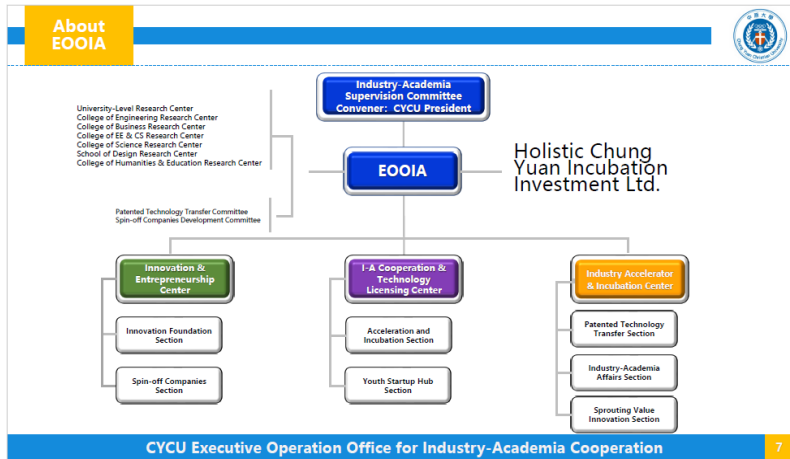 About
EOOIA
Chung Yuan Christian University
Industry-Academia
Supervision Committee
Convener: CYCU President
University-Level Research Center
College of Engineering Research Center
College of Business Research Center
College of EE & CS Research Center
College of Science Research Center
School of Design Research Center
College of Humanities & Education Research Center
EOOIA
Holistic Chung
Yuan Incubation
Investment Ltd.
Patented Technology Transfer Committee
Spin-off Companies Development Committee
Innovation &
Entrepreneurship
Center
I-A Cooperation &
Technology
Licensing Center
Industry Accelerator
& Incubation Center
Innovation Foundation
Section
Spin-off Companies
Section
Acceleration and
Incubation Section
Youth Startup Hub
Section
Patented Technology
Transfer Section
Industry-Academia
Affairs Section
Sprouting Value
Innovation Section
CYCU Executive Operation Office for Industry-Academia Cooperation
7